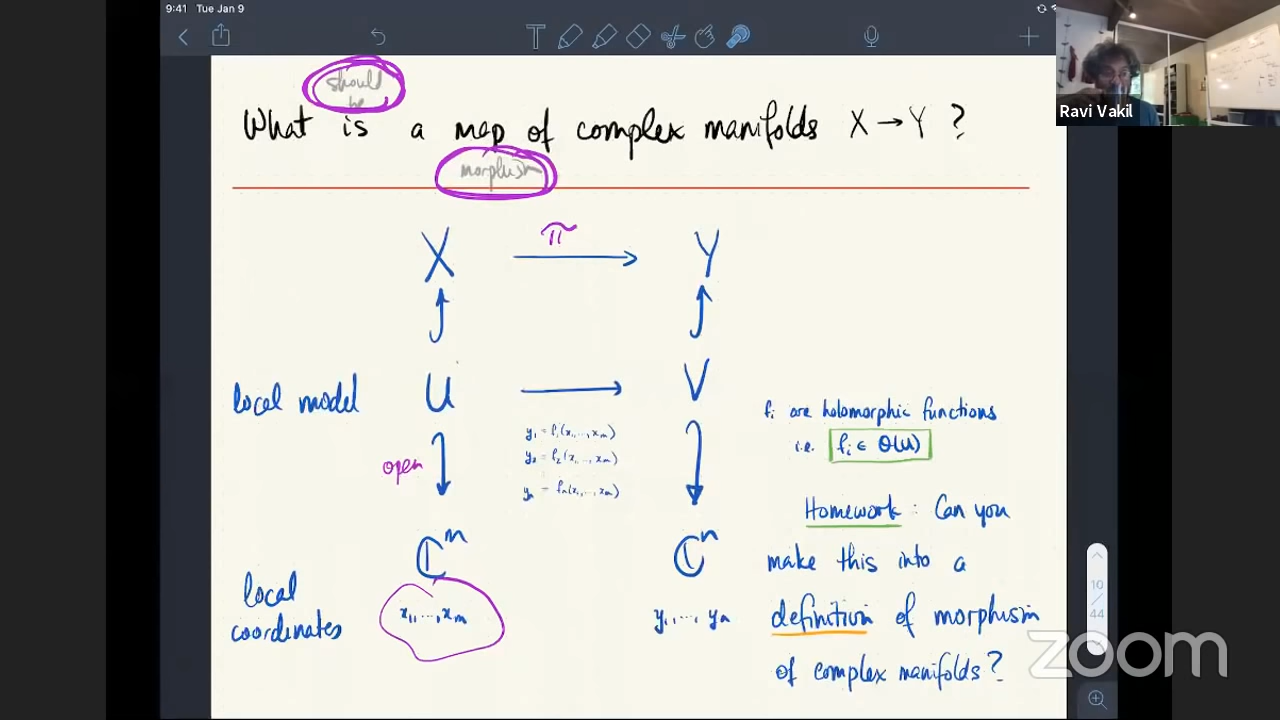 9:41 Tue Jan 9
Ravi Vakil
should
be
What is a map of complex manifolds X → Y ?
morphism
X π Y
local model U → V
y₁ = f₁(x₁,...,xₘ)
y₂ = f₂(x₁,...,xₘ)
yₙ = fₙ(x₁,...,xₘ)
open
fᵢ are holomorphic functions
i.e. fᵢ ∈ O(U)
ℂᵐ ℂⁿ
local
coordinates
x₁,...,xₘ y₁,...,yₙ
Homework : Can you
make this into a
definition of morphism
of complex manifolds?
10
/
44
zoom